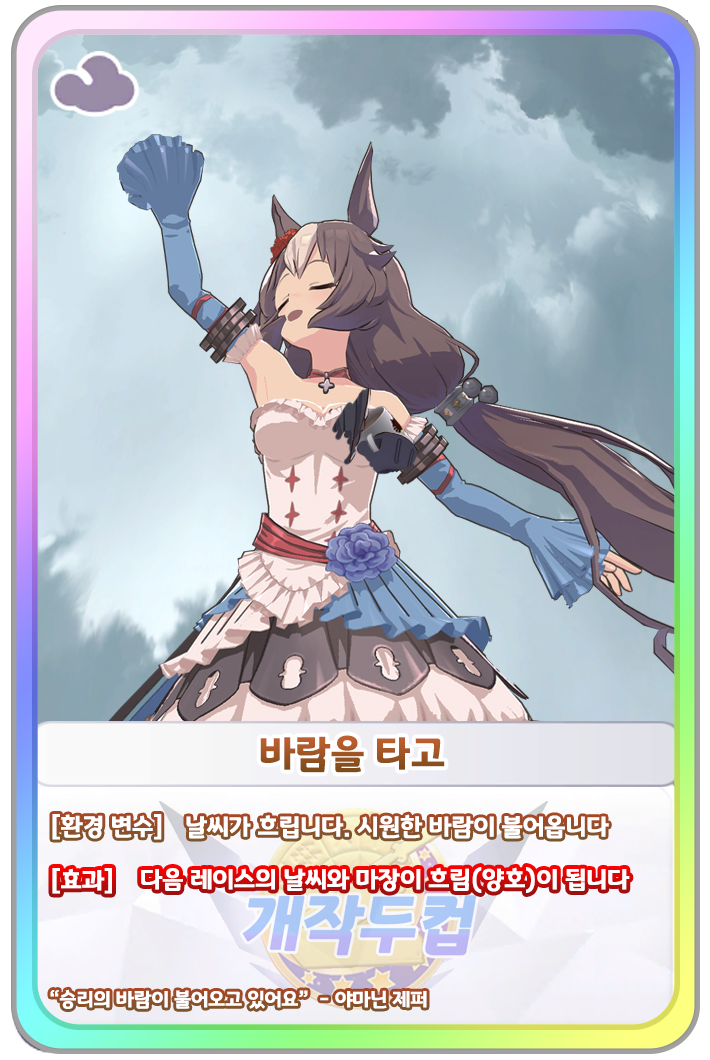 바람을 타고
[환경 변수] 날씨가 흐립니다. 시원한 바람이 불어옵니다
[효과] 다음 레이스의 날씨와 마장이 흐림(양호)이 됩니다
개작두컵
“승리의 바람이 불어오고 있어요” - 야마닌 제퍼